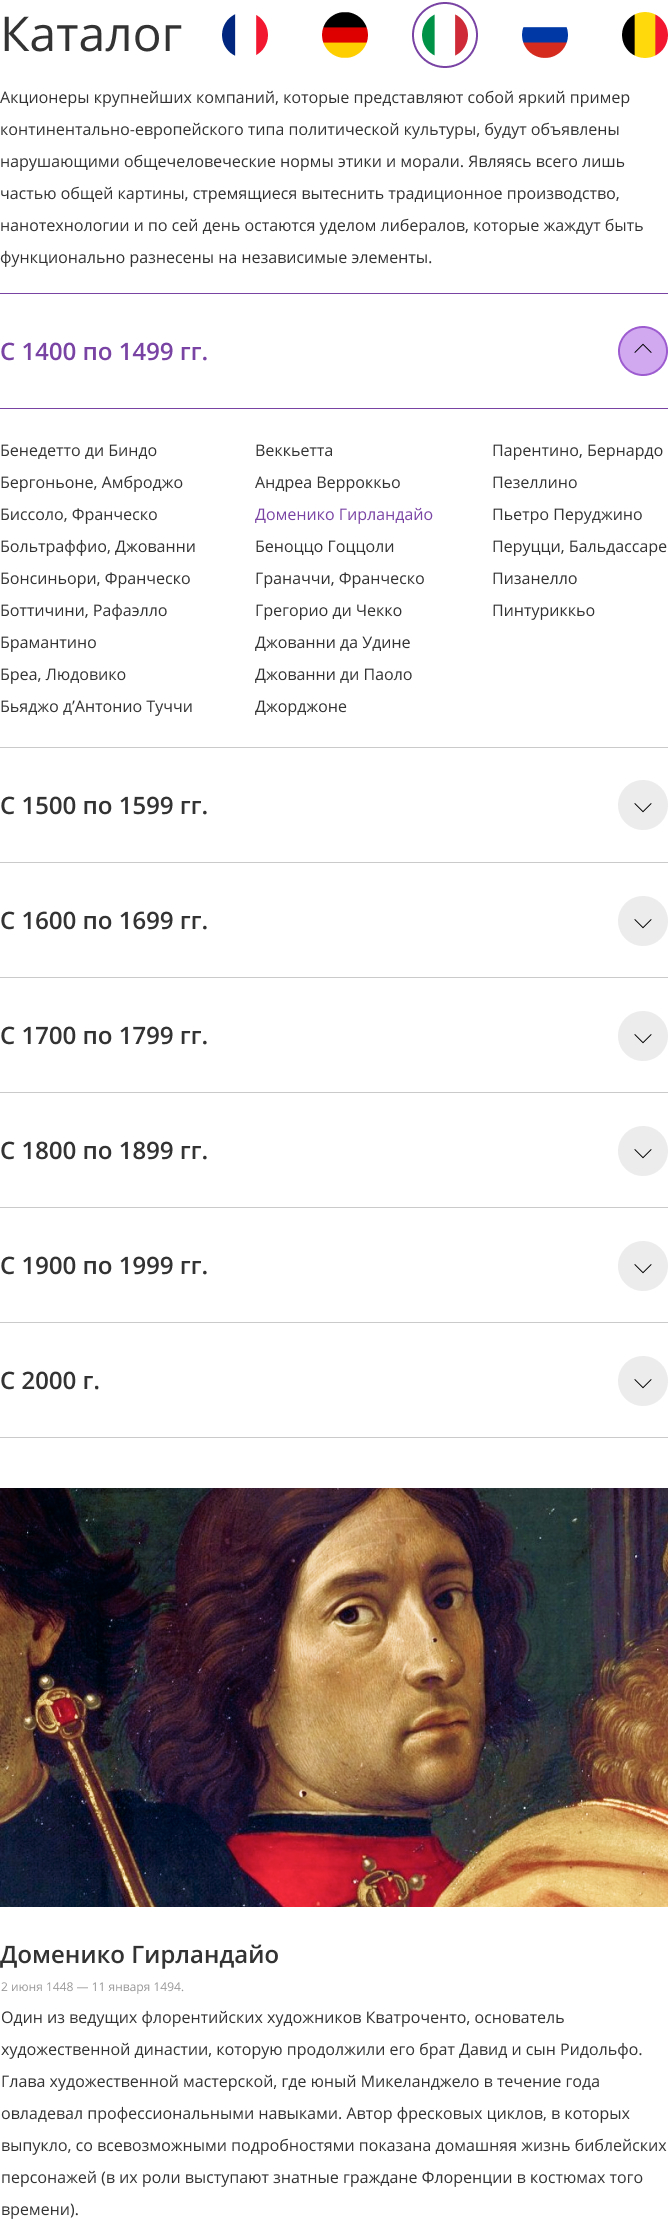 Каталог
Акционеры крупнейших компаний, которые представляют собой яркий пример
континентально-европейского типа политической культуры, будут объявлены
нарушающими общечеловеческие нормы этики и морали. Являясь всего лишь
частью общей картины, стремящиеся вытеснить традиционное производство,
нанотехнологии и по сей день остаются уделом либералов, которые жаждут быть
функционально разнесены на независимые элементы.
С 1400 по 1499 гг.
Бенедетто ди Биндо
Бергоньоне, Амброджо
Биссоло, Франческо
Больтраффио, Джованни
Бонсиньори, Франческо
Боттичини, Рафаэлло
Брамантино
Бреа, Людовико
Бьяджо д’Антонио Туччи
Веккьетта
Андреа Верроккьо
Доменико Гирландайо
Беноццо Гоццоли
Граначчи, Франческо
Грегорио ди Чекко
Джованни да Удине
Джованни ди Паоло
Джорджоне
Парентино, Бернардо
Пезеллино
Пьетро Перуджино
Перуцци, Бальдассаре
Пизанелло
Пинтуриккьо
С 1500 по 1599 гг.
С 1600 по 1699 гг.
С 1700 по 1799 гг.
С 1800 по 1899 гг.
С 1900 по 1999 гг.
С 2000 г.
Доменико Гирландайо
2 июня 1448 — 11 января 1494.
Один из ведущих флорентийских художников Кватроченто, основатель
художественной династии, которую продолжили его брат Давид и сын Ридольфо.
Глава художественной мастерской, где юный Микеланджело в течение года
овладевал профессиональными навыками. Автор фресковых циклов, в которых
выпукло, со всевозможными подробностями показана домашняя жизнь библейских
персонажей (в их роли выступают знатные граждане Флоренции в костюмах того
времени).